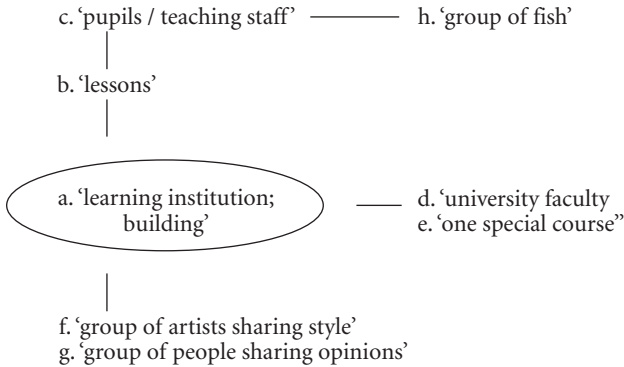 c. ‘pupils / teaching staff’
h. ‘group of fish’
b. ‘lessons’
a. ‘learning institution;
building’
d. ‘university faculty
e. ‘one special course’’
f. ‘group of artists sharing style’
g. ‘group of people sharing opinions’